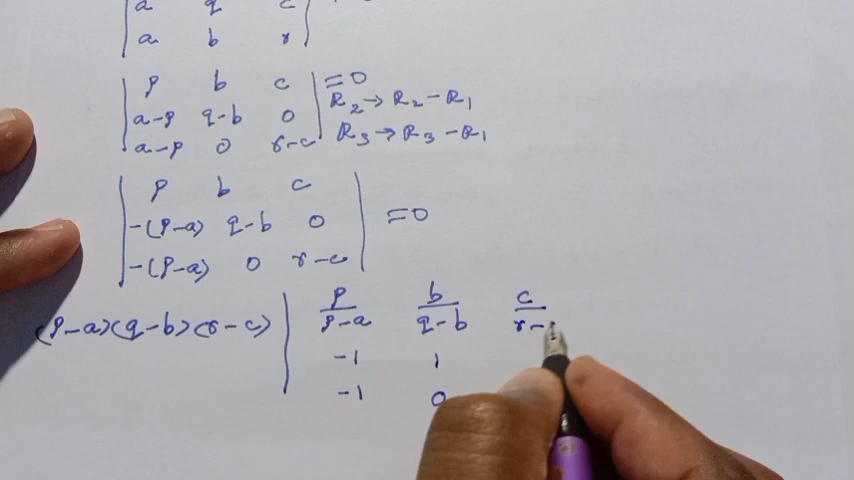 a q c
a b r
p b c =0
a-p q-b 0 R2→R2-R1
a-p 0 r-c R3→R3-R1
p b c
-(p-a) q-b 0 =0
-(p-a) 0 r-c
(p-a)(q-b)(r-c) p/p-a b/q-b c/r-
-1 1
-1 0